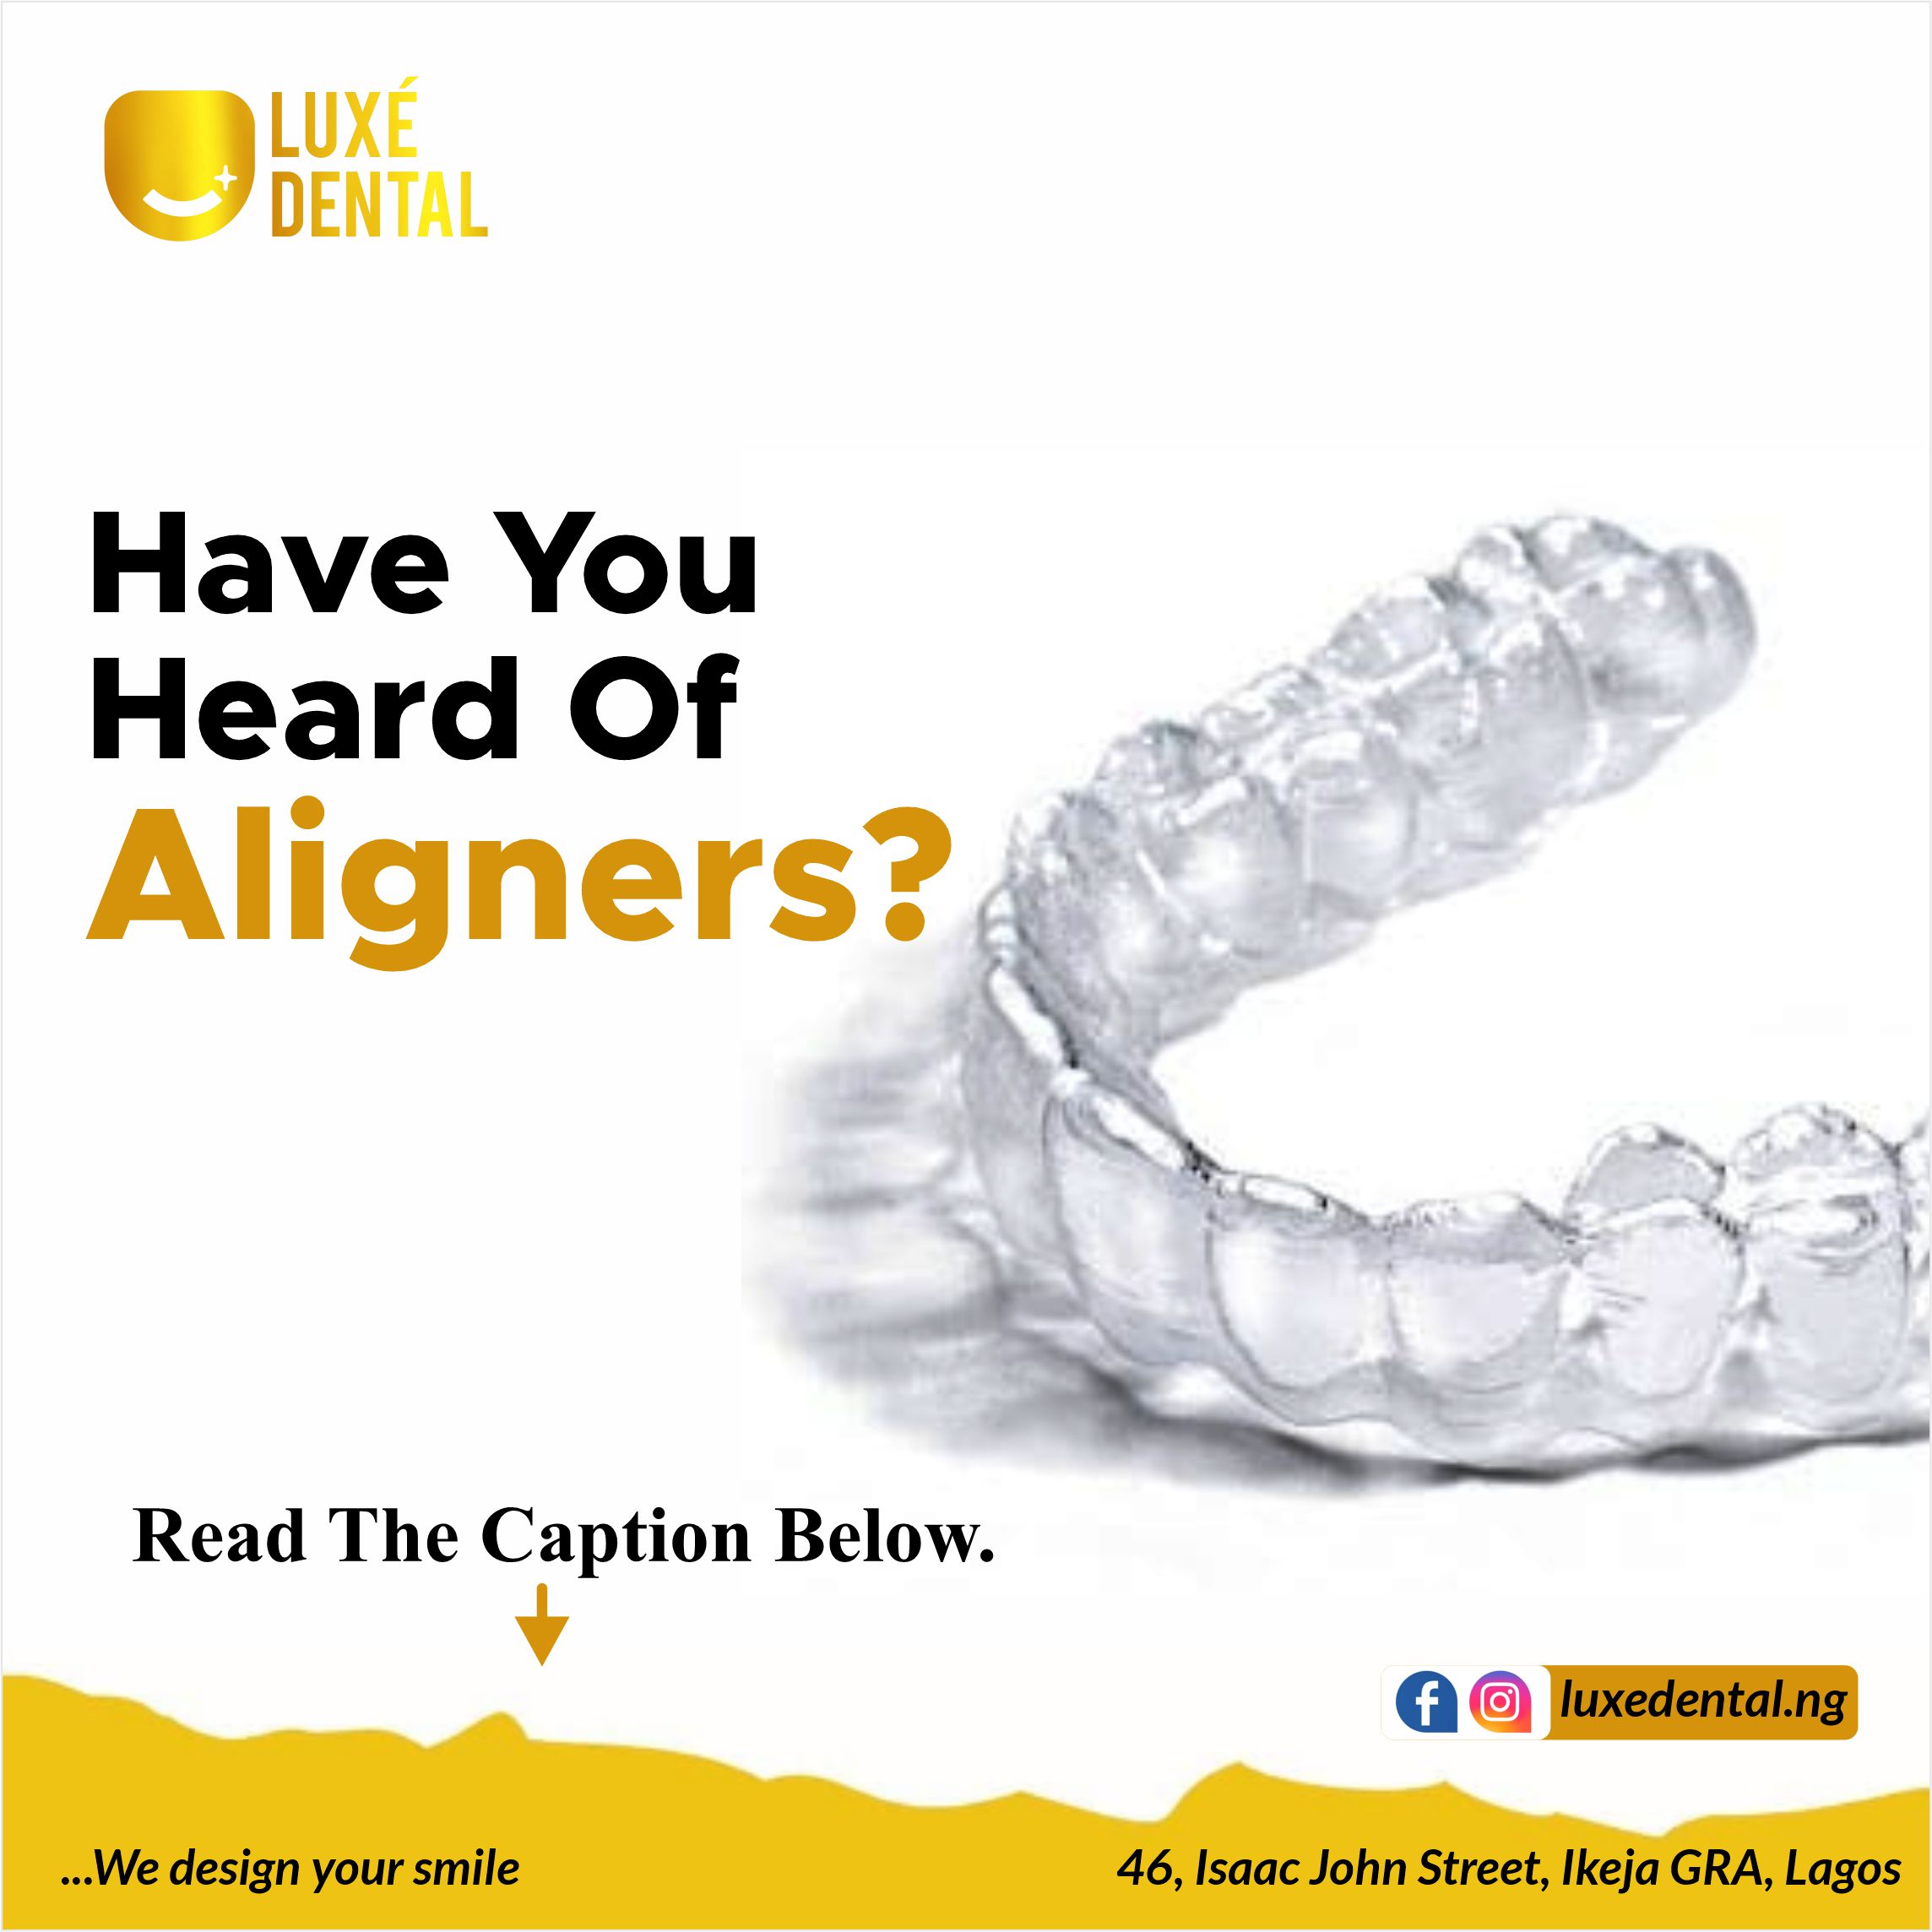 LUXÉ
DENTAL
Have You
Heard Of
Aligners?
Read The Caption Below.
luxedental.ng
...We design your smile
46, Isaac John Street, Ikeja GRA, Lagos